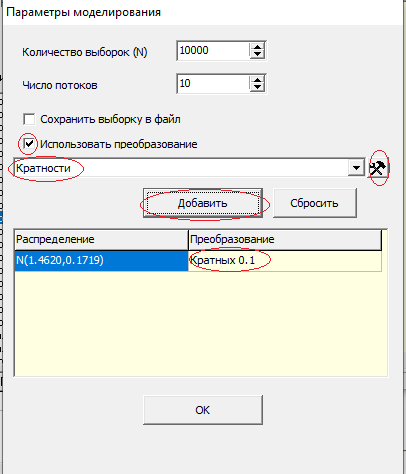 Параметры моделирования
Количество выборок (N) 10000
Число потоков 10
Сохранить выборку в файл
Использовать преобразование
Кратности
Добавить Сбросить
Распределение Преобразование
N(1.4620,0.1719) Кратных 0.1
OK